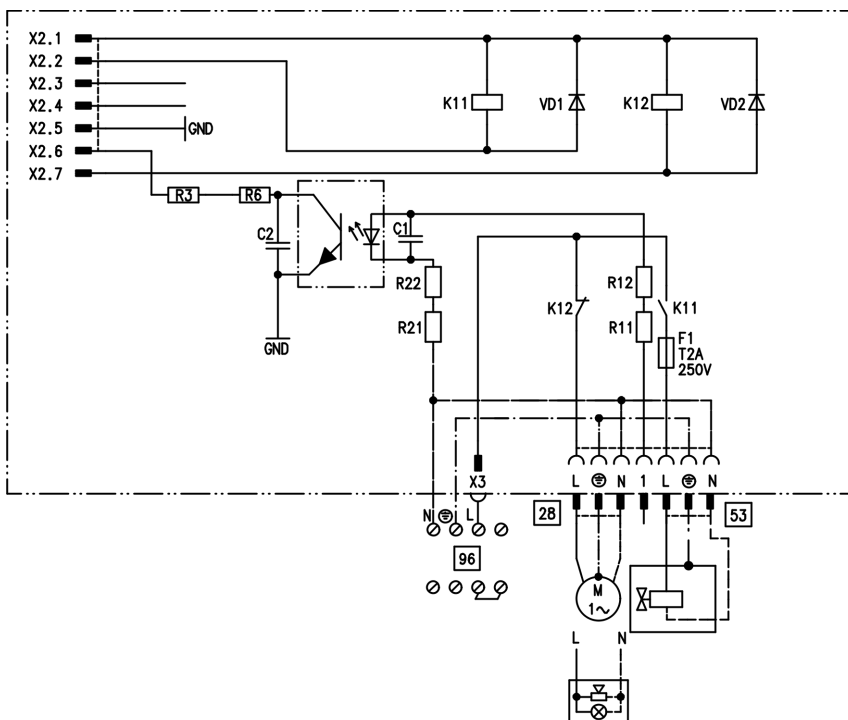 X2.1
X2.2
X2.3
X2.4
X2.5
X2.6
X2.7
GND
K11
VD1
K12
VD2
R3
R6
C2
C1
GND
R22
R21
K12
R12
R11
K11
F1
T2A
250V
X3
L
N
1
L
N
N
L
28
53
96
M
1~
L
N